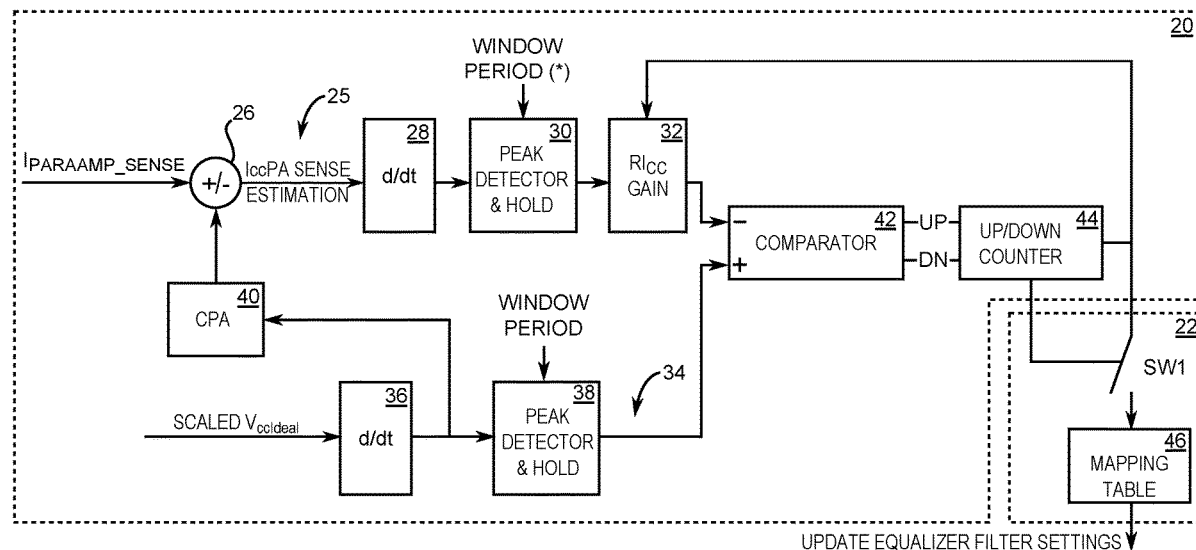 20
WINDOW
PERIOD (*)
26
25
28
30
32
IPARAAMP_SENSE
+/-
IccPA SENSE
ESTIMATION
d/dt
PEAK
DETECTOR
& HOLD
RICC
GAIN
−
+
42
COMPARATOR
UP
DN
44
UP/DOWN
COUNTER
40
CPA
WINDOW
PERIOD
22
SW1
34
36
38
SCALED VccIdeal
d/dt
PEAK
DETECTOR
& HOLD
46
MAPPING
TABLE
UPDATE EQUALIZER FILTER SETTINGS